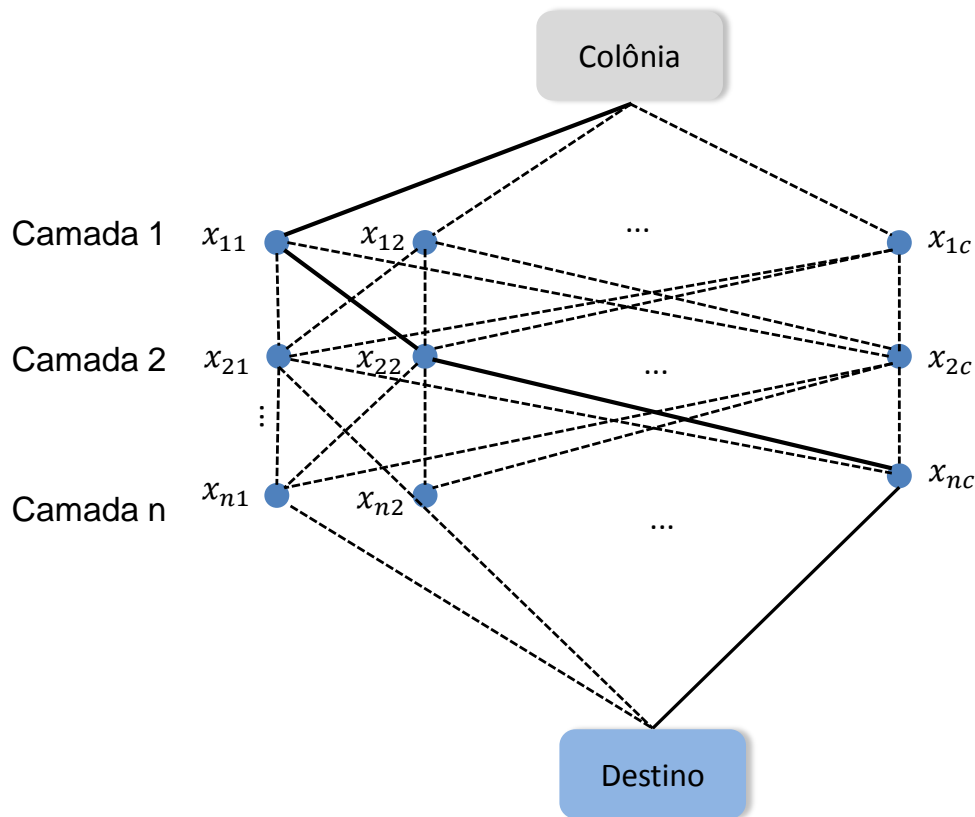 Colônia
Camada 1 x₁₁ x₁₂ ... x₁c
Camada 2 x₂₁ x₂₂ ... x₂c
⋮
Camada n xₙ₁ xₙ₂ ... xₙc
Destino